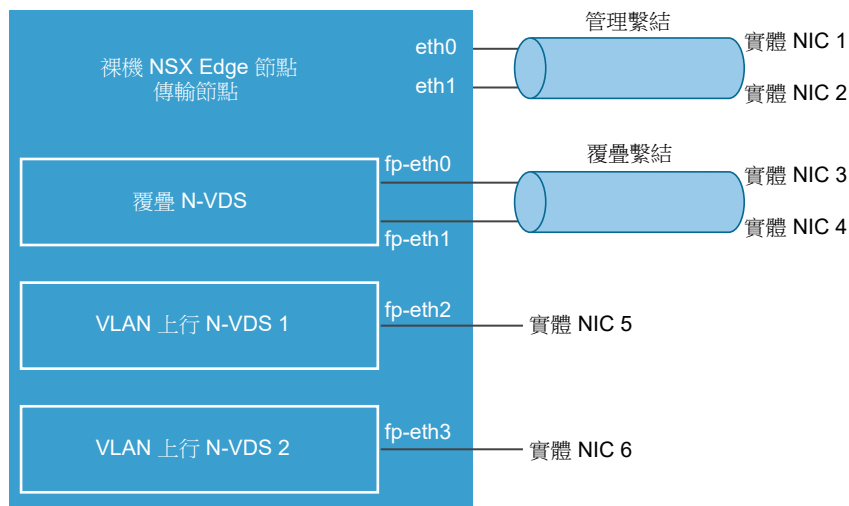 管理繫結
裸機 NSX Edge 節點
傳輸節點
eth0
eth1
實體 NIC 1
實體 NIC 2
覆疊繫結
覆疊 N-VDS
fp-eth0
fp-eth1
實體 NIC 3
實體 NIC 4
VLAN 上行 N-VDS 1
fp-eth2
實體 NIC 5
VLAN 上行 N-VDS 2
fp-eth3
實體 NIC 6